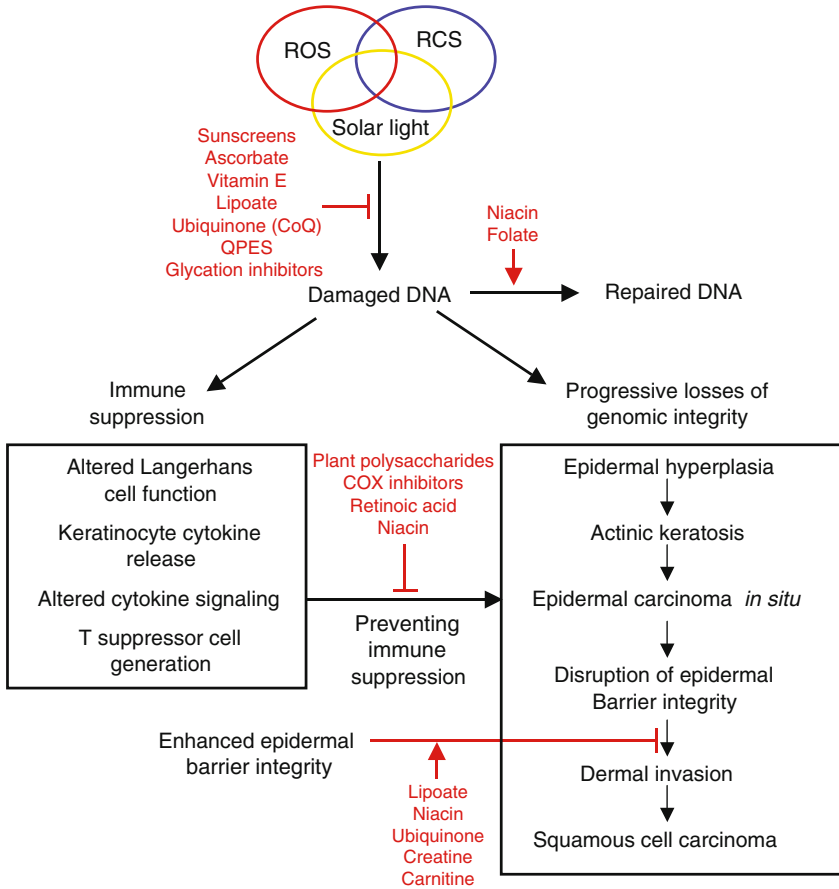 ROS
RCS
Solar light
Sunscreens
Ascorbate
Vitamin E
Lipoate
Ubiquinone (CoQ)
QPES
Glycation inhibitors
Niacin
Folate
Damaged DNA
Repaired DNA
Immune
suppression
Progressive losses of
genomic integrity
Altered Langerhans
cell function
Keratinocyte cytokine
release
Altered cytokine signaling
T suppressor cell
generation
Plant polysaccharides
COX inhibitors
Retinoic acid
Niacin
Preventing
immune
suppression
Epidermal hyperplasia
Actinic keratosis
Epidermal carcinoma in situ
Disruption of epidermal
Barrier integrity
Dermal invasion
Squamous cell carcinoma
Enhanced epidermal
barrier integrity
Lipoate
Niacin
Ubiquinone
Creatine
Carnitine